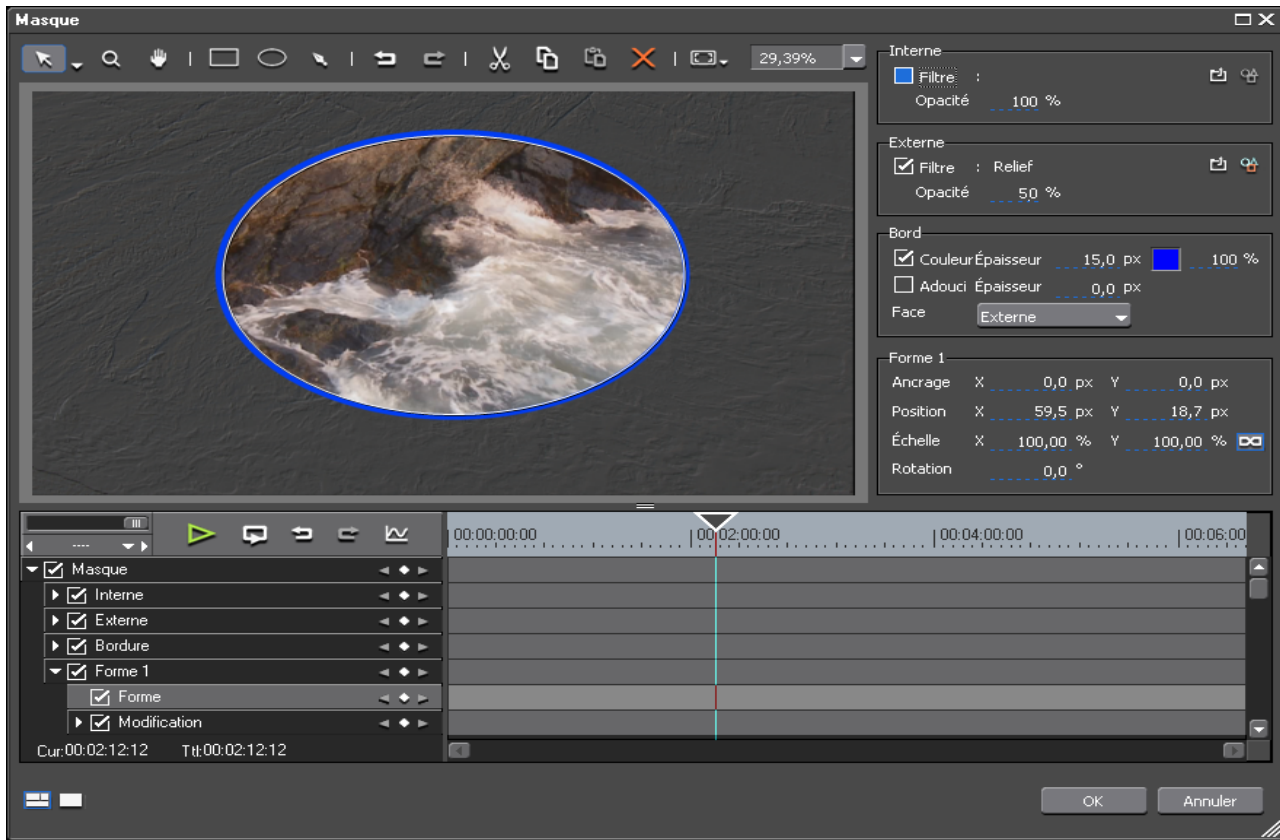 Masque
29,39%
Interne
Filtre :
Opacité 100 %
Externe
Filtre : Relief
Opacité 50 %
Bord
Couleur Épaisseur 15,0 px 100 %
Adouci Épaisseur 0,0 px
Face Externe
Forme 1
Ancrage X 0,0 px Y 0,0 px
Position X 59,5 px Y 18,7 px
Échelle X 100,00 % Y 100,00 %
Rotation 0,0 °
---- 00:00:00:00 00:02:00:00 00:04:00:00 00:06:00
Masque
Interne
Externe
Bordure
Forme 1
Forme
Modification
Cur:00:02:12:12 Ttl:00:02:12:12
OK Annuler